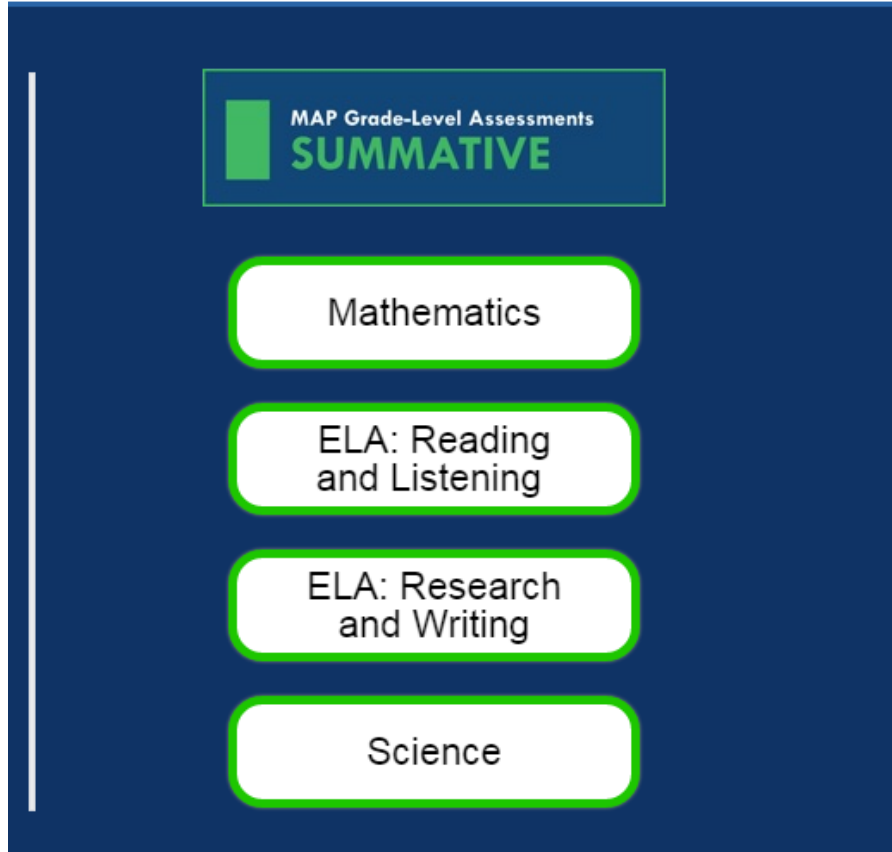 MAP Grade-Level Assessments
SUMMATIVE
Mathematics
ELA: Reading
and Listening
ELA: Research
and Writing
Science